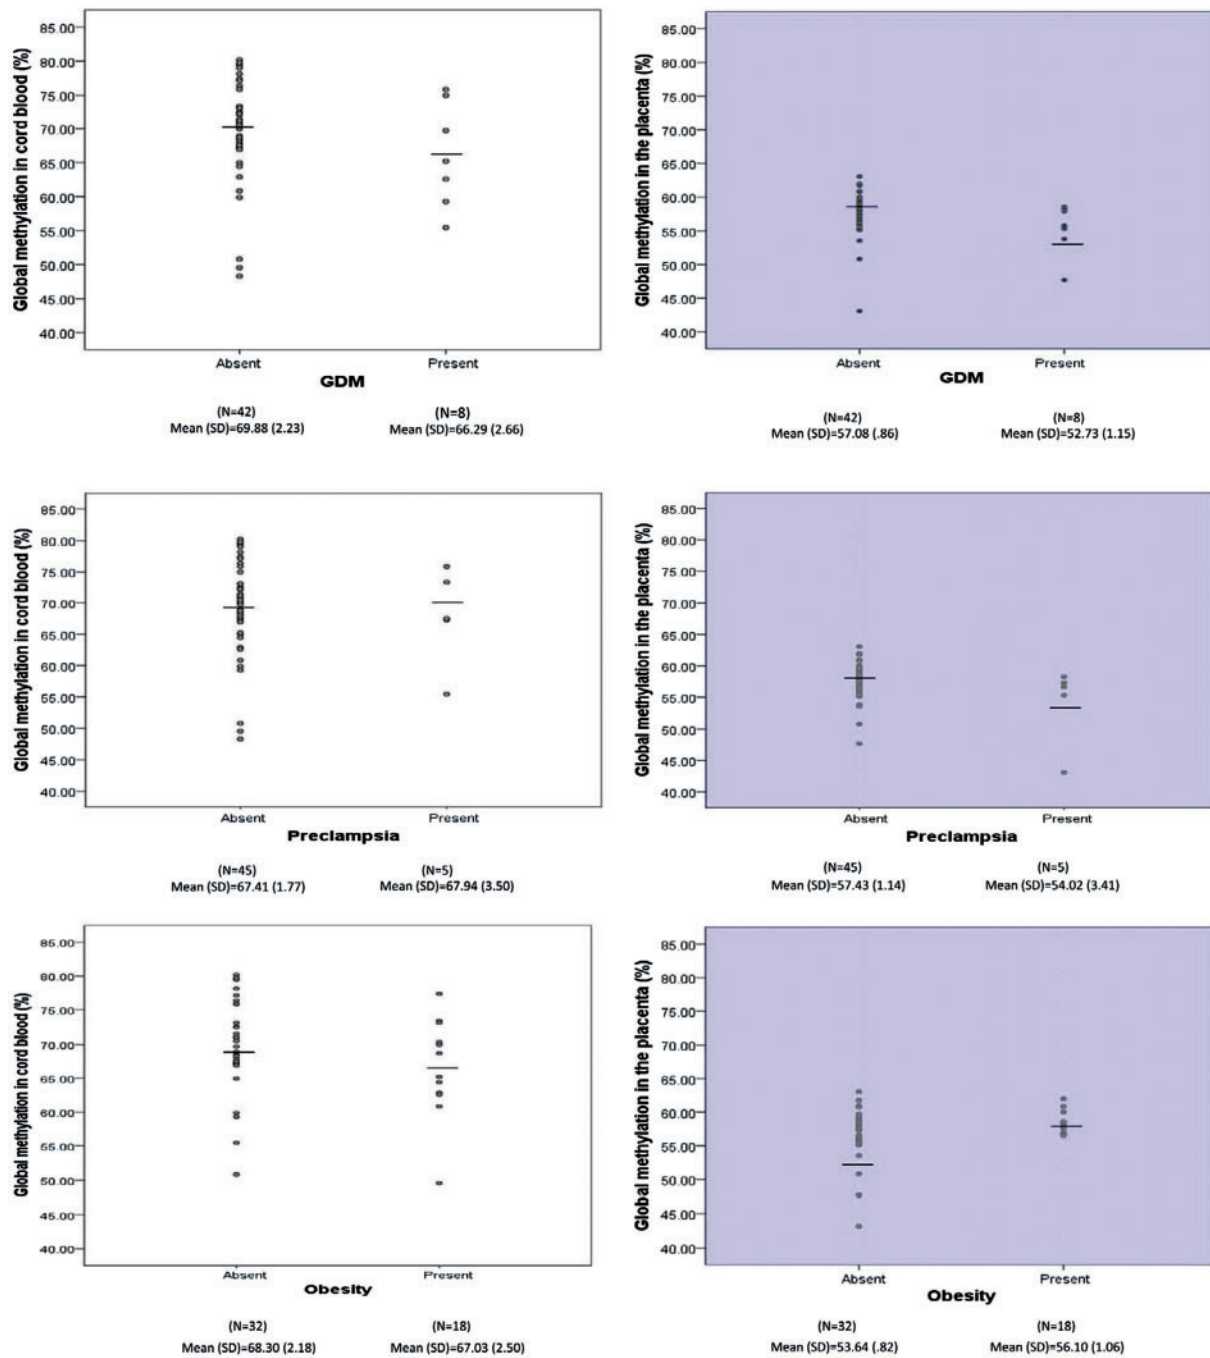 Global methylation in cord blood (%)
85.00
80.00
75.00
70.00
65.00
60.00
55.00
50.00
45.00
40.00
Absent
Present
GDM
(N=42)
Mean (SD)=69.88 (2.23)
(N=8)
Mean (SD)=66.29 (2.66)
Global methylation in the placenta (%)
85.00
80.00
75.00
70.00
65.00
60.00
55.00
50.00
45.00
40.00
Absent
Present
GDM
(N=42)
Mean (SD)=57.08 (.86)
(N=8)
Mean (SD)=52.73 (1.15)
Global methylation in cord blood (%)
85.00
80.00
75.00
70.00
65.00
60.00
55.00
50.00
45.00
40.00
Absent
Present
Preclampsia
(N=45)
Mean (SD)=67.41 (1.77)
(N=5)
Mean (SD)=67.94 (3.50)
Global methylation in the placenta (%)
85.00
80.00
75.00
70.00
65.00
60.00
55.00
50.00
45.00
40.00
Absent
Present
Preclampsia
(N=45)
Mean (SD)=57.43 (1.14)
(N=5)
Mean (SD)=54.02 (3.41)
Global methylation in cord blood (%)
85.00
80.00
75.00
70.00
65.00
60.00
55.00
50.00
45.00
40.00
Absent
Present
Obesity
(N=32)
Mean (SD)=68.30 (2.18)
(N=18)
Mean (SD)=67.03 (2.50)
Global methylation in the placenta (%)
85.00
80.00
75.00
70.00
65.00
60.00
55.00
50.00
45.00
40.00
Absent
Present
Obesity
(N=32)
Mean (SD)=53.64 (.82)
(N=18)
Mean (SD)=56.10 (1.06)